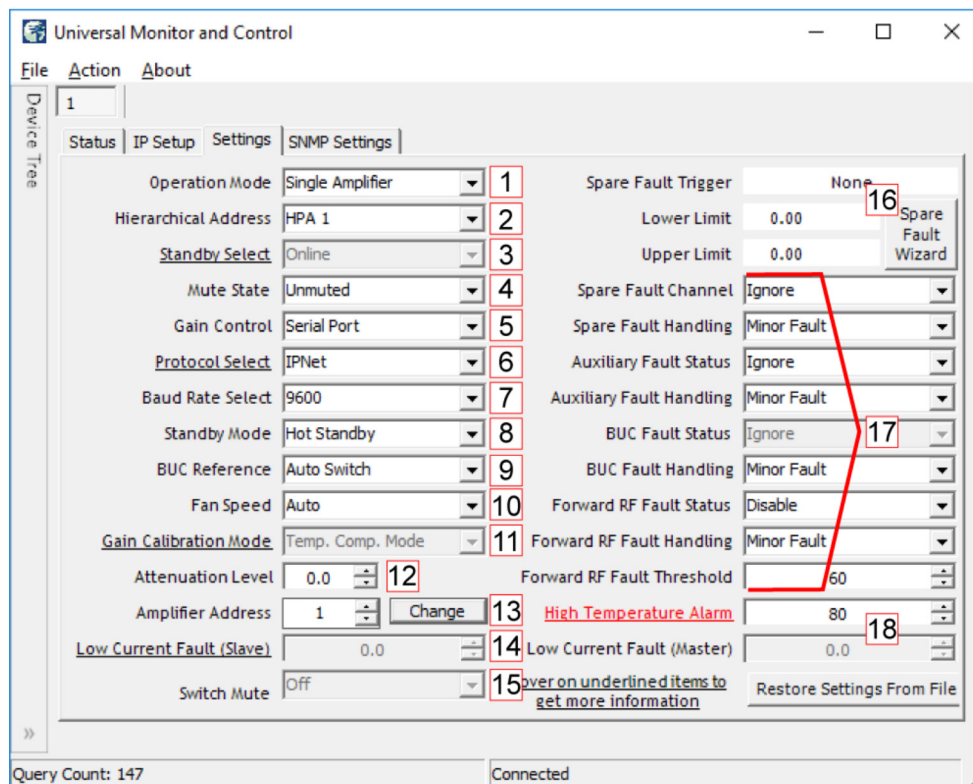 Universal Monitor and Control
File Action About
Device Tree
1
Status IP Setup Settings SNMP Settings
Operation Mode Single Amplifier 1 Spare Fault Trigger None
Hierarchical Address HPA 1 2 Lower Limit 0.00 16 Spare Fault Wizard
Standby Select Online 3 Upper Limit 0.00
Mute State Unmuted 4 Spare Fault Channel Ignore
Gain Control Serial Port 5 Spare Fault Handling Minor Fault
Protocol Select IPNet 6 Auxiliary Fault Status Ignore
Baud Rate Select 9600 7 Auxiliary Fault Handling Minor Fault
Standby Mode Hot Standby 8 BUC Fault Status Ignore 17
BUC Reference Auto Switch 9 BUC Fault Handling Minor Fault
Fan Speed Auto 10 Forward RF Fault Status Disable
Gain Calibration Mode Temp. Comp. Mode 11 Forward RF Fault Handling Minor Fault
Attenuation Level 0.0 12 Forward RF Fault Threshold 60
Amplifier Address 1 Change 13 High Temperature Alarm 80
Low Current Fault (Slave) 0.0 14 Low Current Fault (Master) 0.0 18
Switch Mute Off 15 over on underlined items to
get more information Restore Settings From File
»
Query Count: 147 Connected